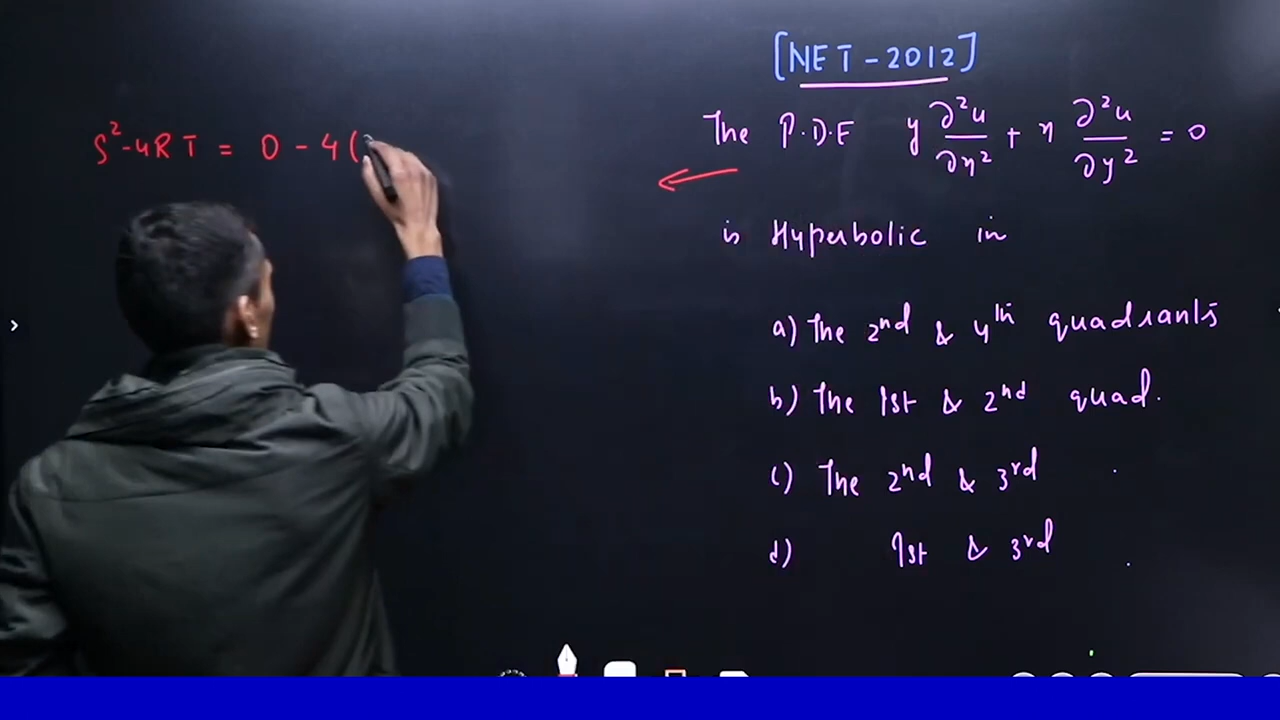 [NET-2012]
The P.D.E y ∂²u/∂x² + x ∂²u/∂y² = 0
is Hyperbolic in
a) The 2nd & 4th quadrants
b) The 1st & 2nd quad.
c) The 2nd & 3rd
d) 1st & 3rd
S²-4RT = 0 - 4(